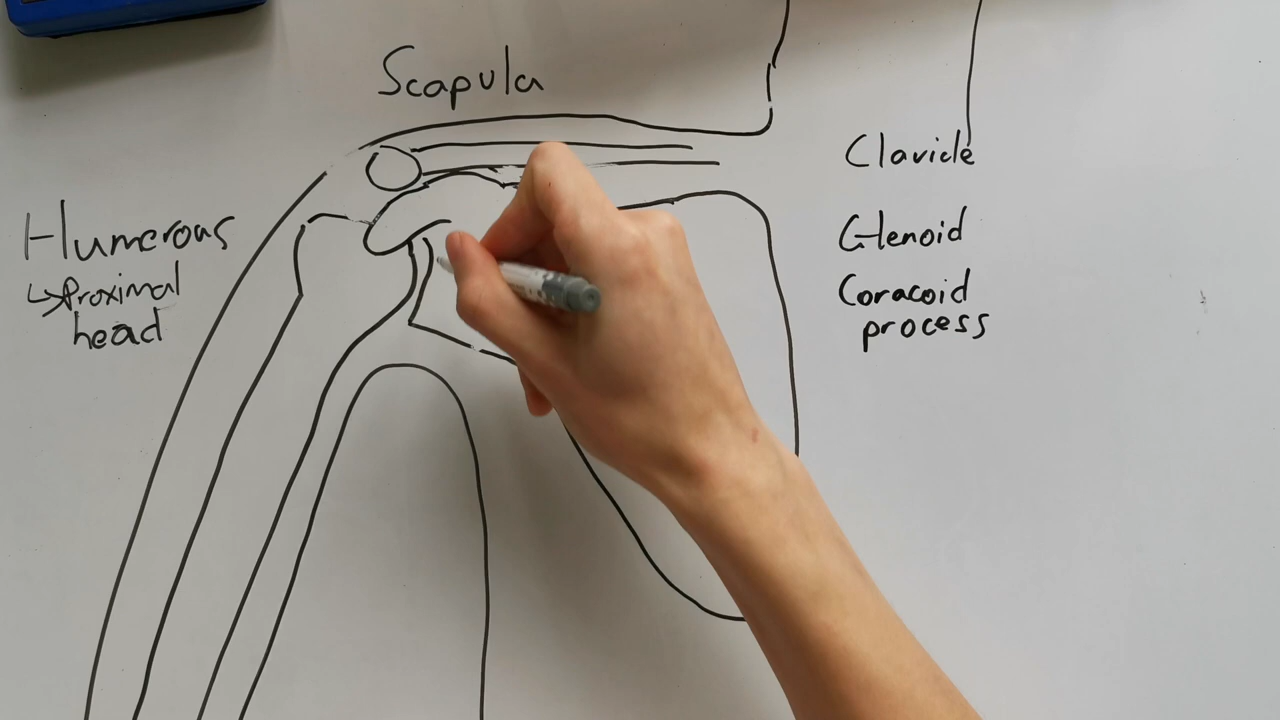 Scapula
Humerous
↳Proximal
head
Clavicle
Glenoid
Coracoid
process